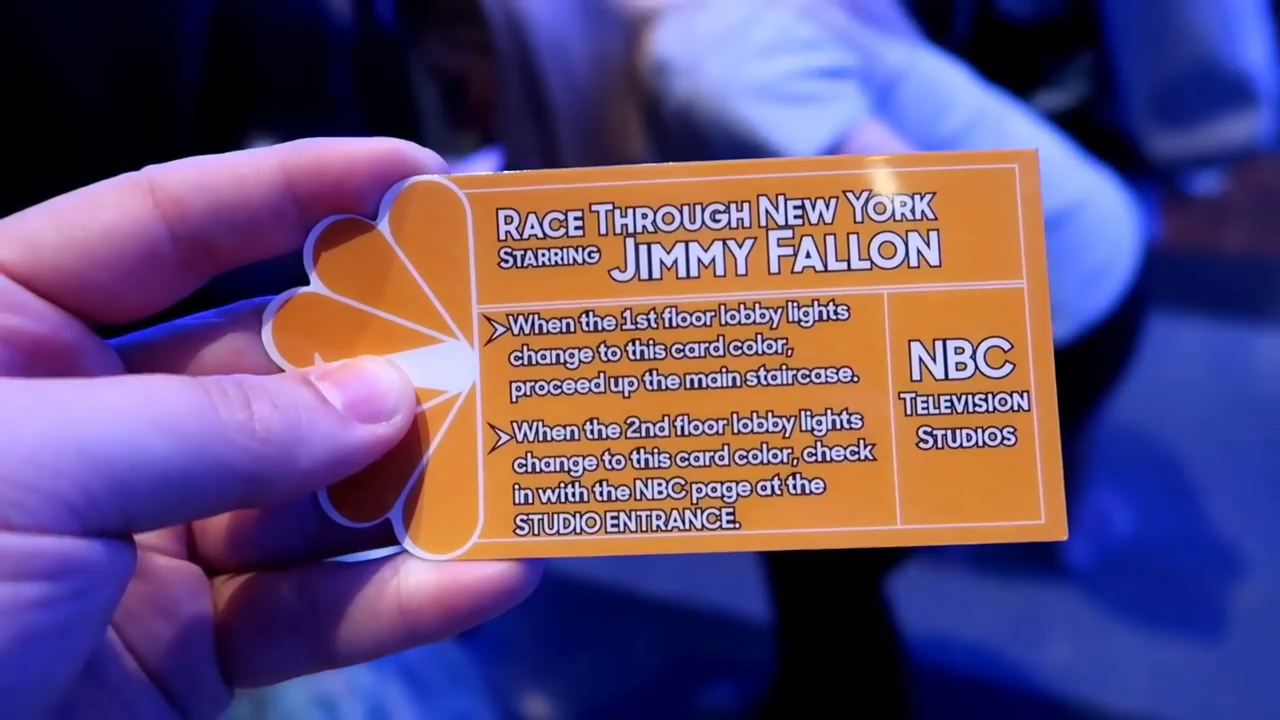 Race Through New York
Starring Jimmy Fallon
When the 1st floor lobby lights
change to this card color,
proceed up the main staircase.
When the 2nd floor lobby lights
change to this card color, check
in with the NBC page at the
STUDIO ENTRANCE.
NBC
Television
Studios